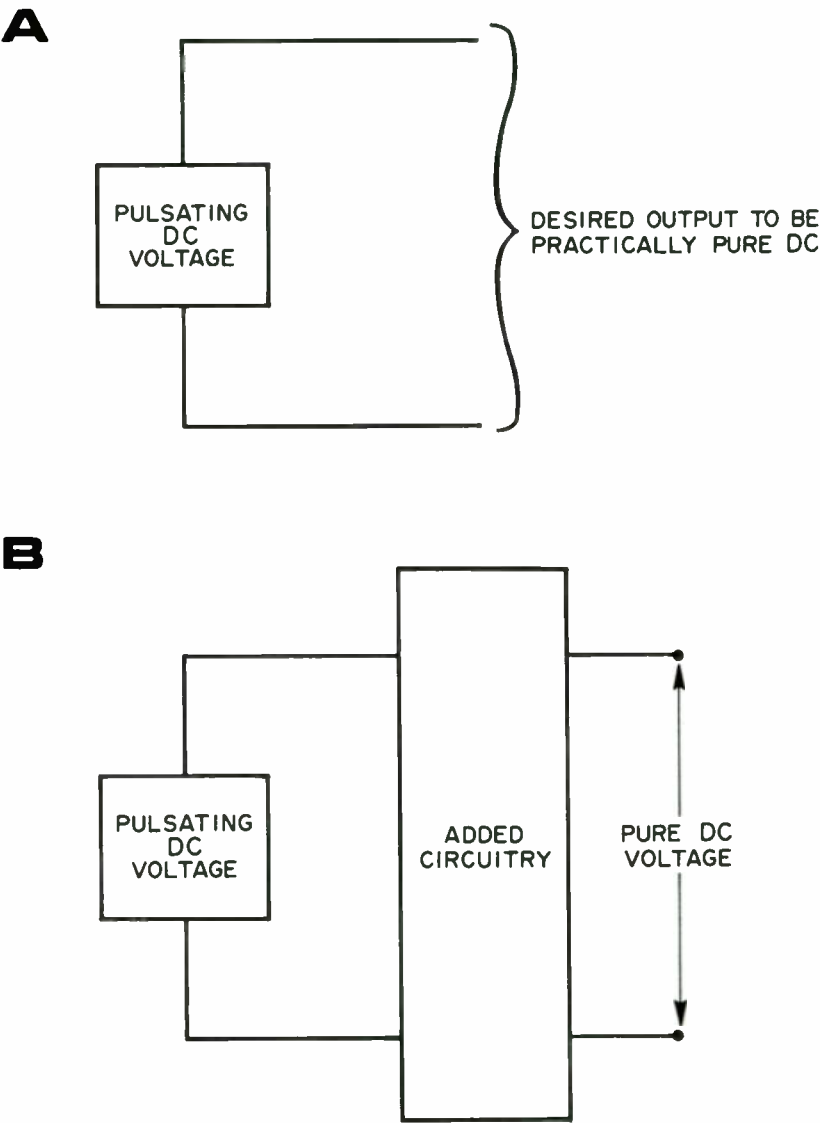 A
PULSATING
DC
VOLTAGE
DESIRED OUTPUT TO BE
PRACTICALLY PURE DC
B
PULSATING
DC
VOLTAGE
ADDED
CIRCUITRY
PURE DC
VOLTAGE